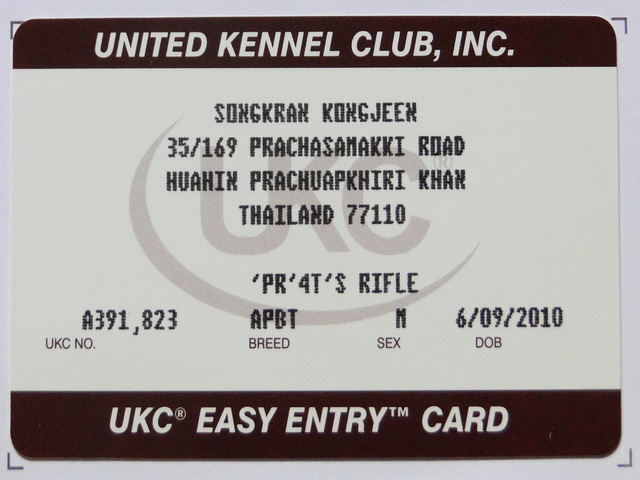 UNITED KENNEL CLUB, INC.
SONGKRAN KONGJEEN
35/169 PRACHASAMAKKI ROAD
HUAHIN PRACHUAPKHIRI KHAN
THAILAND 77110
UKC®
'PR'4T'S RIFLE
A391,823 APBT M 6/09/2010
UKC NO. BREED SEX DOB
UKC® EASY ENTRY™ CARD